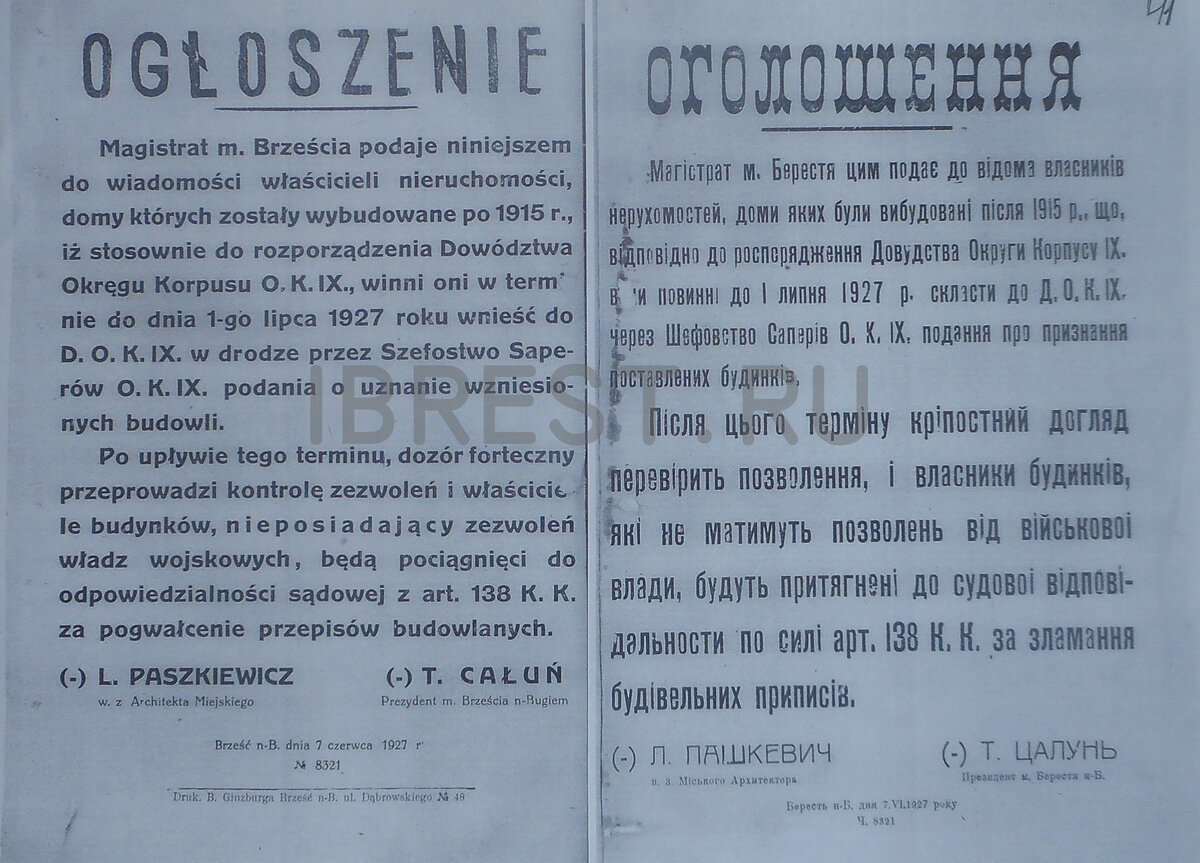 OGŁOSZENIE
Magistrat m. Brześcia podaje niniejszem
do wiadomości właścicieli nieruchomości,
domy których zostały wybudowane po 1915 r.,
iż stosownie do rozporządzenia Dowództwa
Okręgu Korpusu O. K. IX., winni oni w term
nie do dnia 1-go lipca 1927 roku wnieść do
D. O. K. IX. w drodze przez Szefostwo Sape-
rów O. K. IX. podania o uznanie wzniesio-
nych budowli.
Po upływie tego terminu, dozór forteczny
przeprowadzi kontrolę zezwoleń i właścicie
le budynków, nieposiadający zezwoleń
władz wojskowych, będą pociągnięci do
odpowiedzialności sądowej z art. 138 K. K.
za pogwałcenie przepisów budowlanych.
(-) L. PASZKIEWICZ (-) T. CAŁUŃ
w. z Architekta Miejskiego Prezydent m. Brześcia n-Bugiem
Brześć n-B. dnia 7 czerwca 1927 r
№ 8321
Druk. B. Ginzburga Brześć n-B. ul. Dąbrowskiego № 48
41
ОГОЛОШЕННЯ
Магістрат м. Берестя цим подає до відома власників
нерухомостей, доми яких були вибудовані після 1915 р., що,
відповідно до роспорядження Довудства Округи Корпусу IX.
повинні до 1 липня 1927 р. скласти до Д. О. К. IX.
через Шефовство Саперів О. К. IX. подання про признання
поставлених будинків.
Після цього терміну кріпостний догляд
перевірить позволення, і власники будинків,
які не матимуть позволень від військової
влади, будуть притягнені до судової відпові-
дальности по силі арт. 138 К. К. за зламання
будівельних приписів.
(-) Л. ПАШКЕВИЧ (-) Т. ЦАЛУНЬ
н. з. Міського Архитектора Президент м. Берестя н-Б.
Бересть н-Б. дня 7.VI.1927 року
Ч. 8321
IBREST.RU